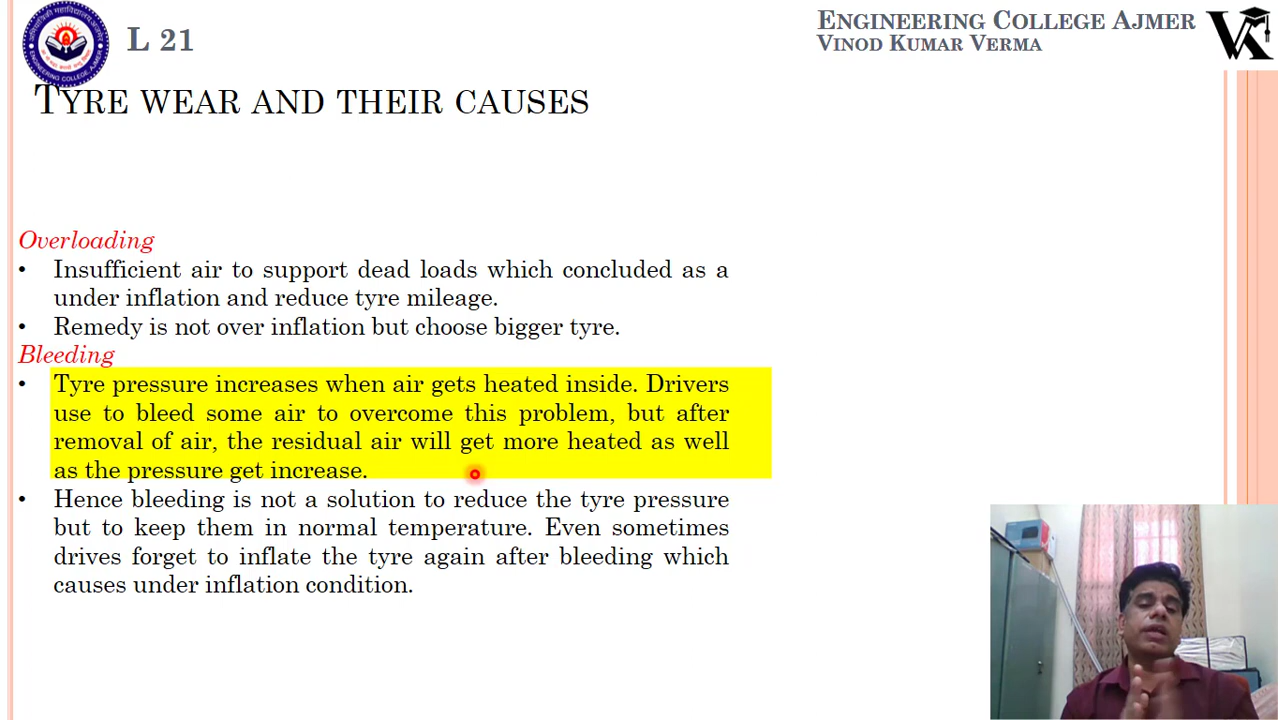 L 21
ENGINEERING COLLEGE AJMER
VINOD KUMAR VERMA
TYRE WEAR AND THEIR CAUSES
Overloading
• Insufficient air to support dead loads which concluded as a
under inflation and reduce tyre mileage.
• Remedy is not over inflation but choose bigger tyre.
Bleeding
• Tyre pressure increases when air gets heated inside. Drivers
use to bleed some air to overcome this problem, but after
removal of air, the residual air will get more heated as well
as the pressure get increase.
• Hence bleeding is not a solution to reduce the tyre pressure
but to keep them in normal temperature. Even sometimes
drives forget to inflate the tyre again after bleeding which
causes under inflation condition.